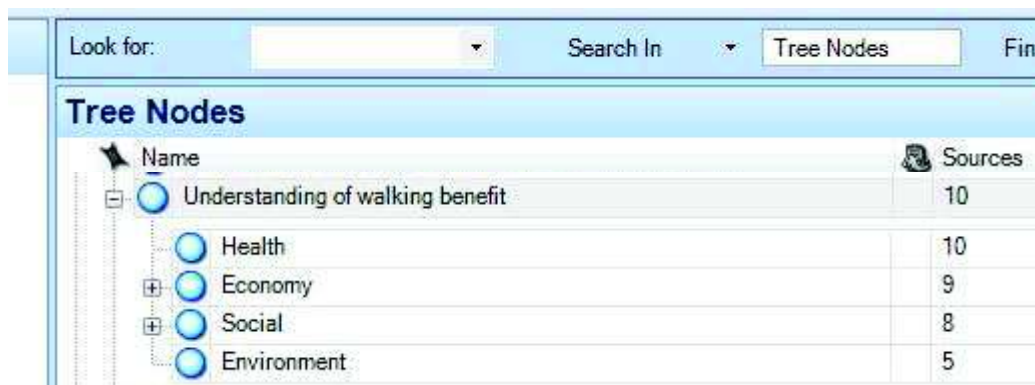 Look for: Search In Tree Nodes Fin
Tree Nodes
Name Sources
Understanding of walking benefit 10
Health 10
Economy 9
Social 8
Environment 5